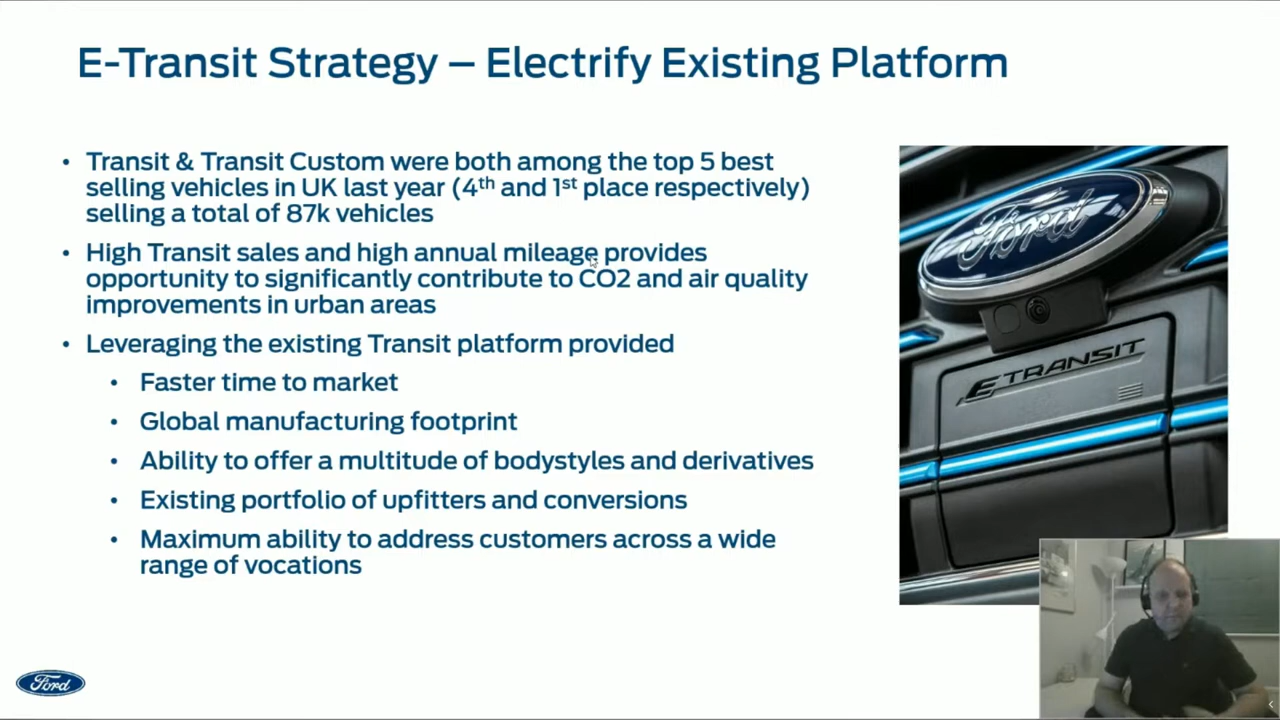 E-Transit Strategy – Electrify Existing Platform
• Transit & Transit Custom were both among the top 5 best
selling vehicles in UK last year (4th and 1st place respectively)
selling a total of 87k vehicles
• High Transit sales and high annual mileage provides
opportunity to significantly contribute to CO2 and air quality
improvements in urban areas
• Leveraging the existing Transit platform provided
• Faster time to market
• Global manufacturing footprint
• Ability to offer a multitude of bodystyles and derivatives
• Existing portfolio of upfitters and conversions
• Maximum ability to address customers across a wide
range of vocations
Ford
E TRANSIT
Ford